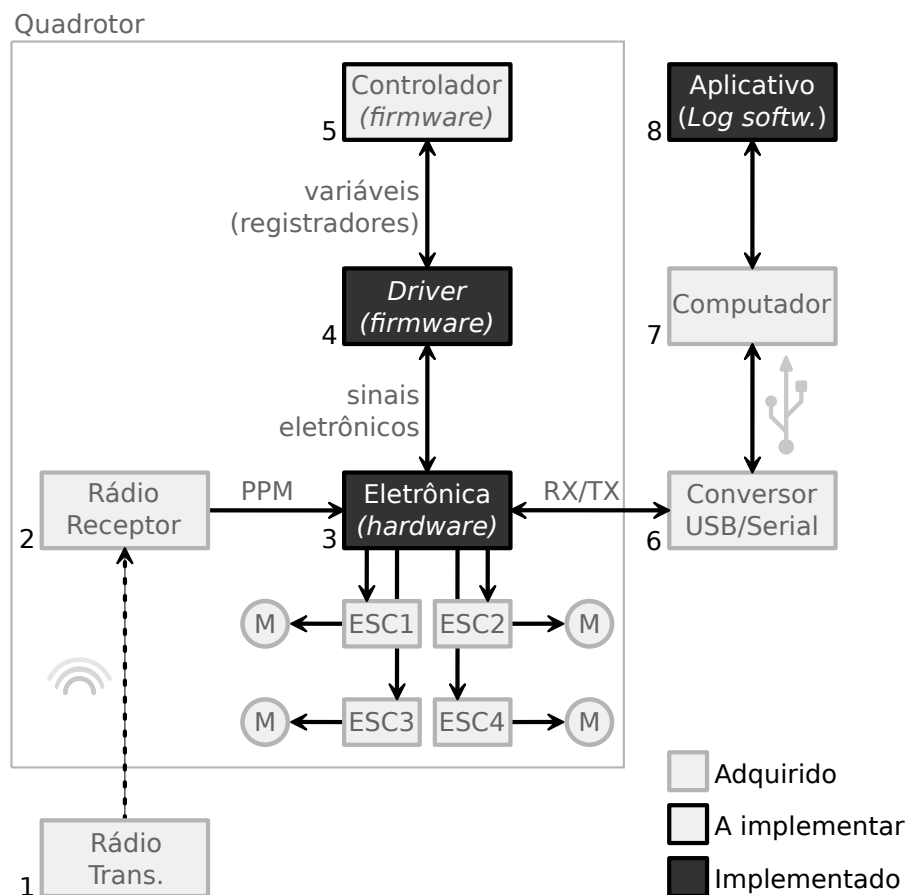 Quadrotor
Controlador
(firmware)
5
Aplicativo
(Log softw.)
8
variáveis
(registradores)
Driver
(firmware)
4
Computador
7
sinais
eletrônicos
Rádio
Receptor
2
PPM
Eletrônica
(hardware)
3
RX/TX
Conversor
USB/Serial
6
M
ESC1
ESC2
M
M
ESC3
ESC4
M
Rádio
Trans.
1
Adquirido
A implementar
Implementado